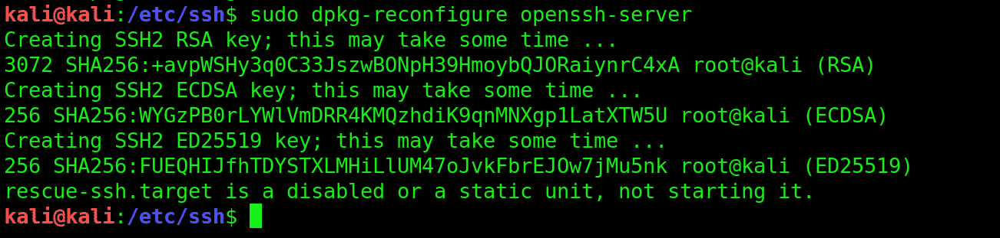 kali@kali:/etc/ssh$ sudo dpkg-reconfigure openssh-server
Creating SSH2 RSA key; this may take some time ...
3072 SHA256:+avpWSHy3q0C33JszwBONpH39HmoybQJORaiynrC4xA root@kali (RSA)
Creating SSH2 ECDSA key; this may take some time ...
256 SHA256:WYGzPB0rLYWlVmDRR4KMQzhdiK9qnMNXgp1LatXTW5U root@kali (ECDSA)
Creating SSH2 ED25519 key; this may take some time ...
256 SHA256:FUEQHIJfhTDYSTXLMHiLlUM47oJvkFbrEJOw7jMu5nk root@kali (ED25519)
rescue-ssh.target is a disabled or a static unit, not starting it.
kali@kali:/etc/ssh$